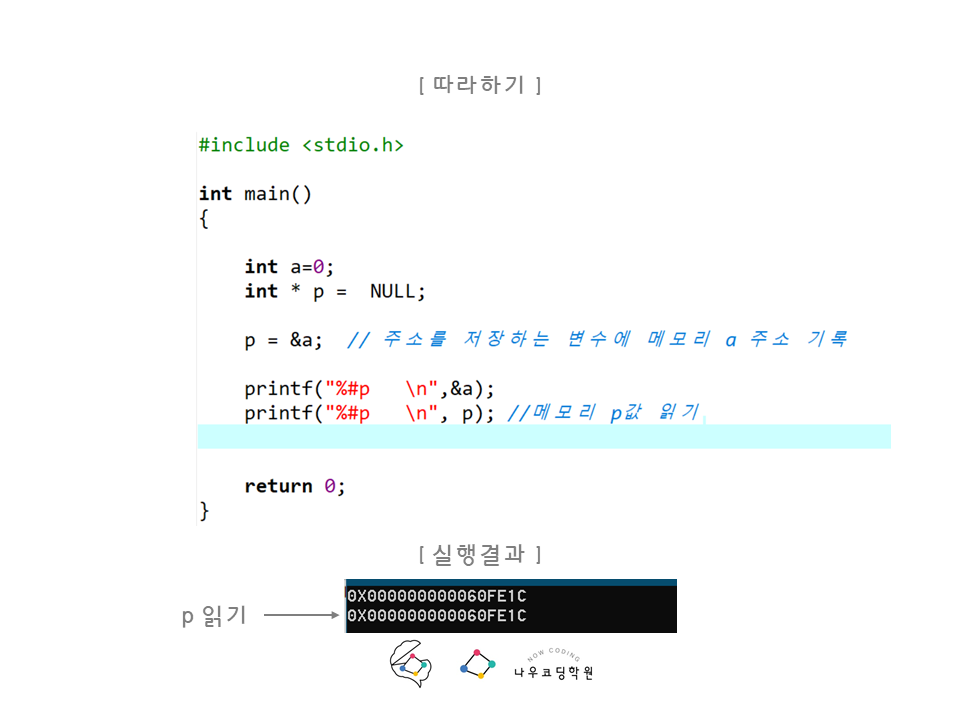 [ 따라하기 ]
#include <stdio.h>
int main()
{
int a=0;
int * p =  NULL;
p = &a;  // 주소를 저장하는 변수에 메모리 a 주소 기록
printf("%#p   \n",&a);
printf("%#p   \n", p); //메모리 p값 읽기
return 0;
}
[ 실행결과 ]
0X000000000060FE1C
p 읽기 0X000000000060FE1C
NOW CODING
나우코딩학원